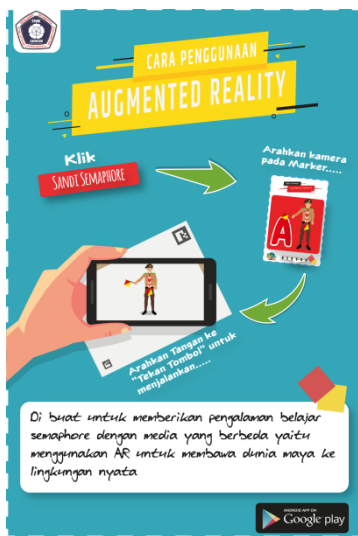 CARA PENGGUNAAN
AUGMENTED REALITY
Klik
SANDI SEMAPHORE
Arahkan kamera
pada Marker.....
A
Arahkan Tangan ke
"Tekan Tombol" untuk
menjalankan.....
Di buat untuk memberikan pengalaman belajar
semaphore dengan media yang berbeda yaitu
menggunakan AR untuk membawa dunia maya ke
lingkungan nyata
ANDROID APP ON
Google play